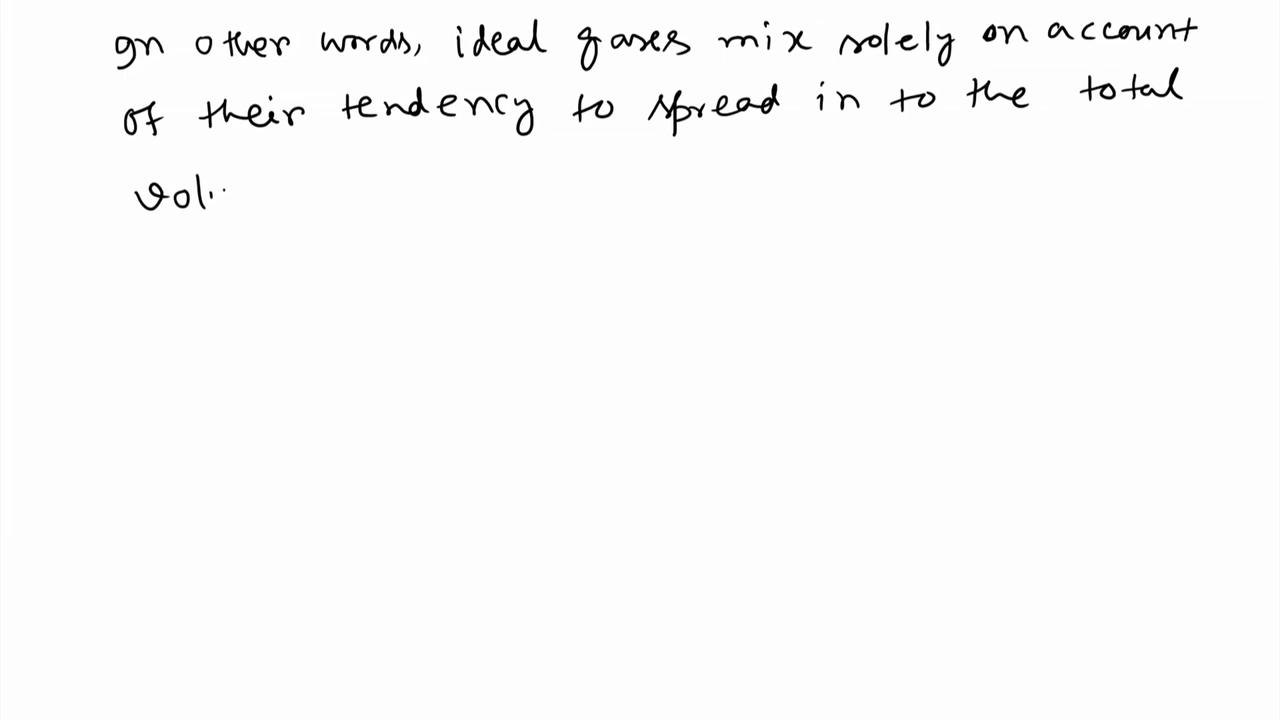 In other words, ideal gases mix solely on account
of their tendency to spread in to the total
vol